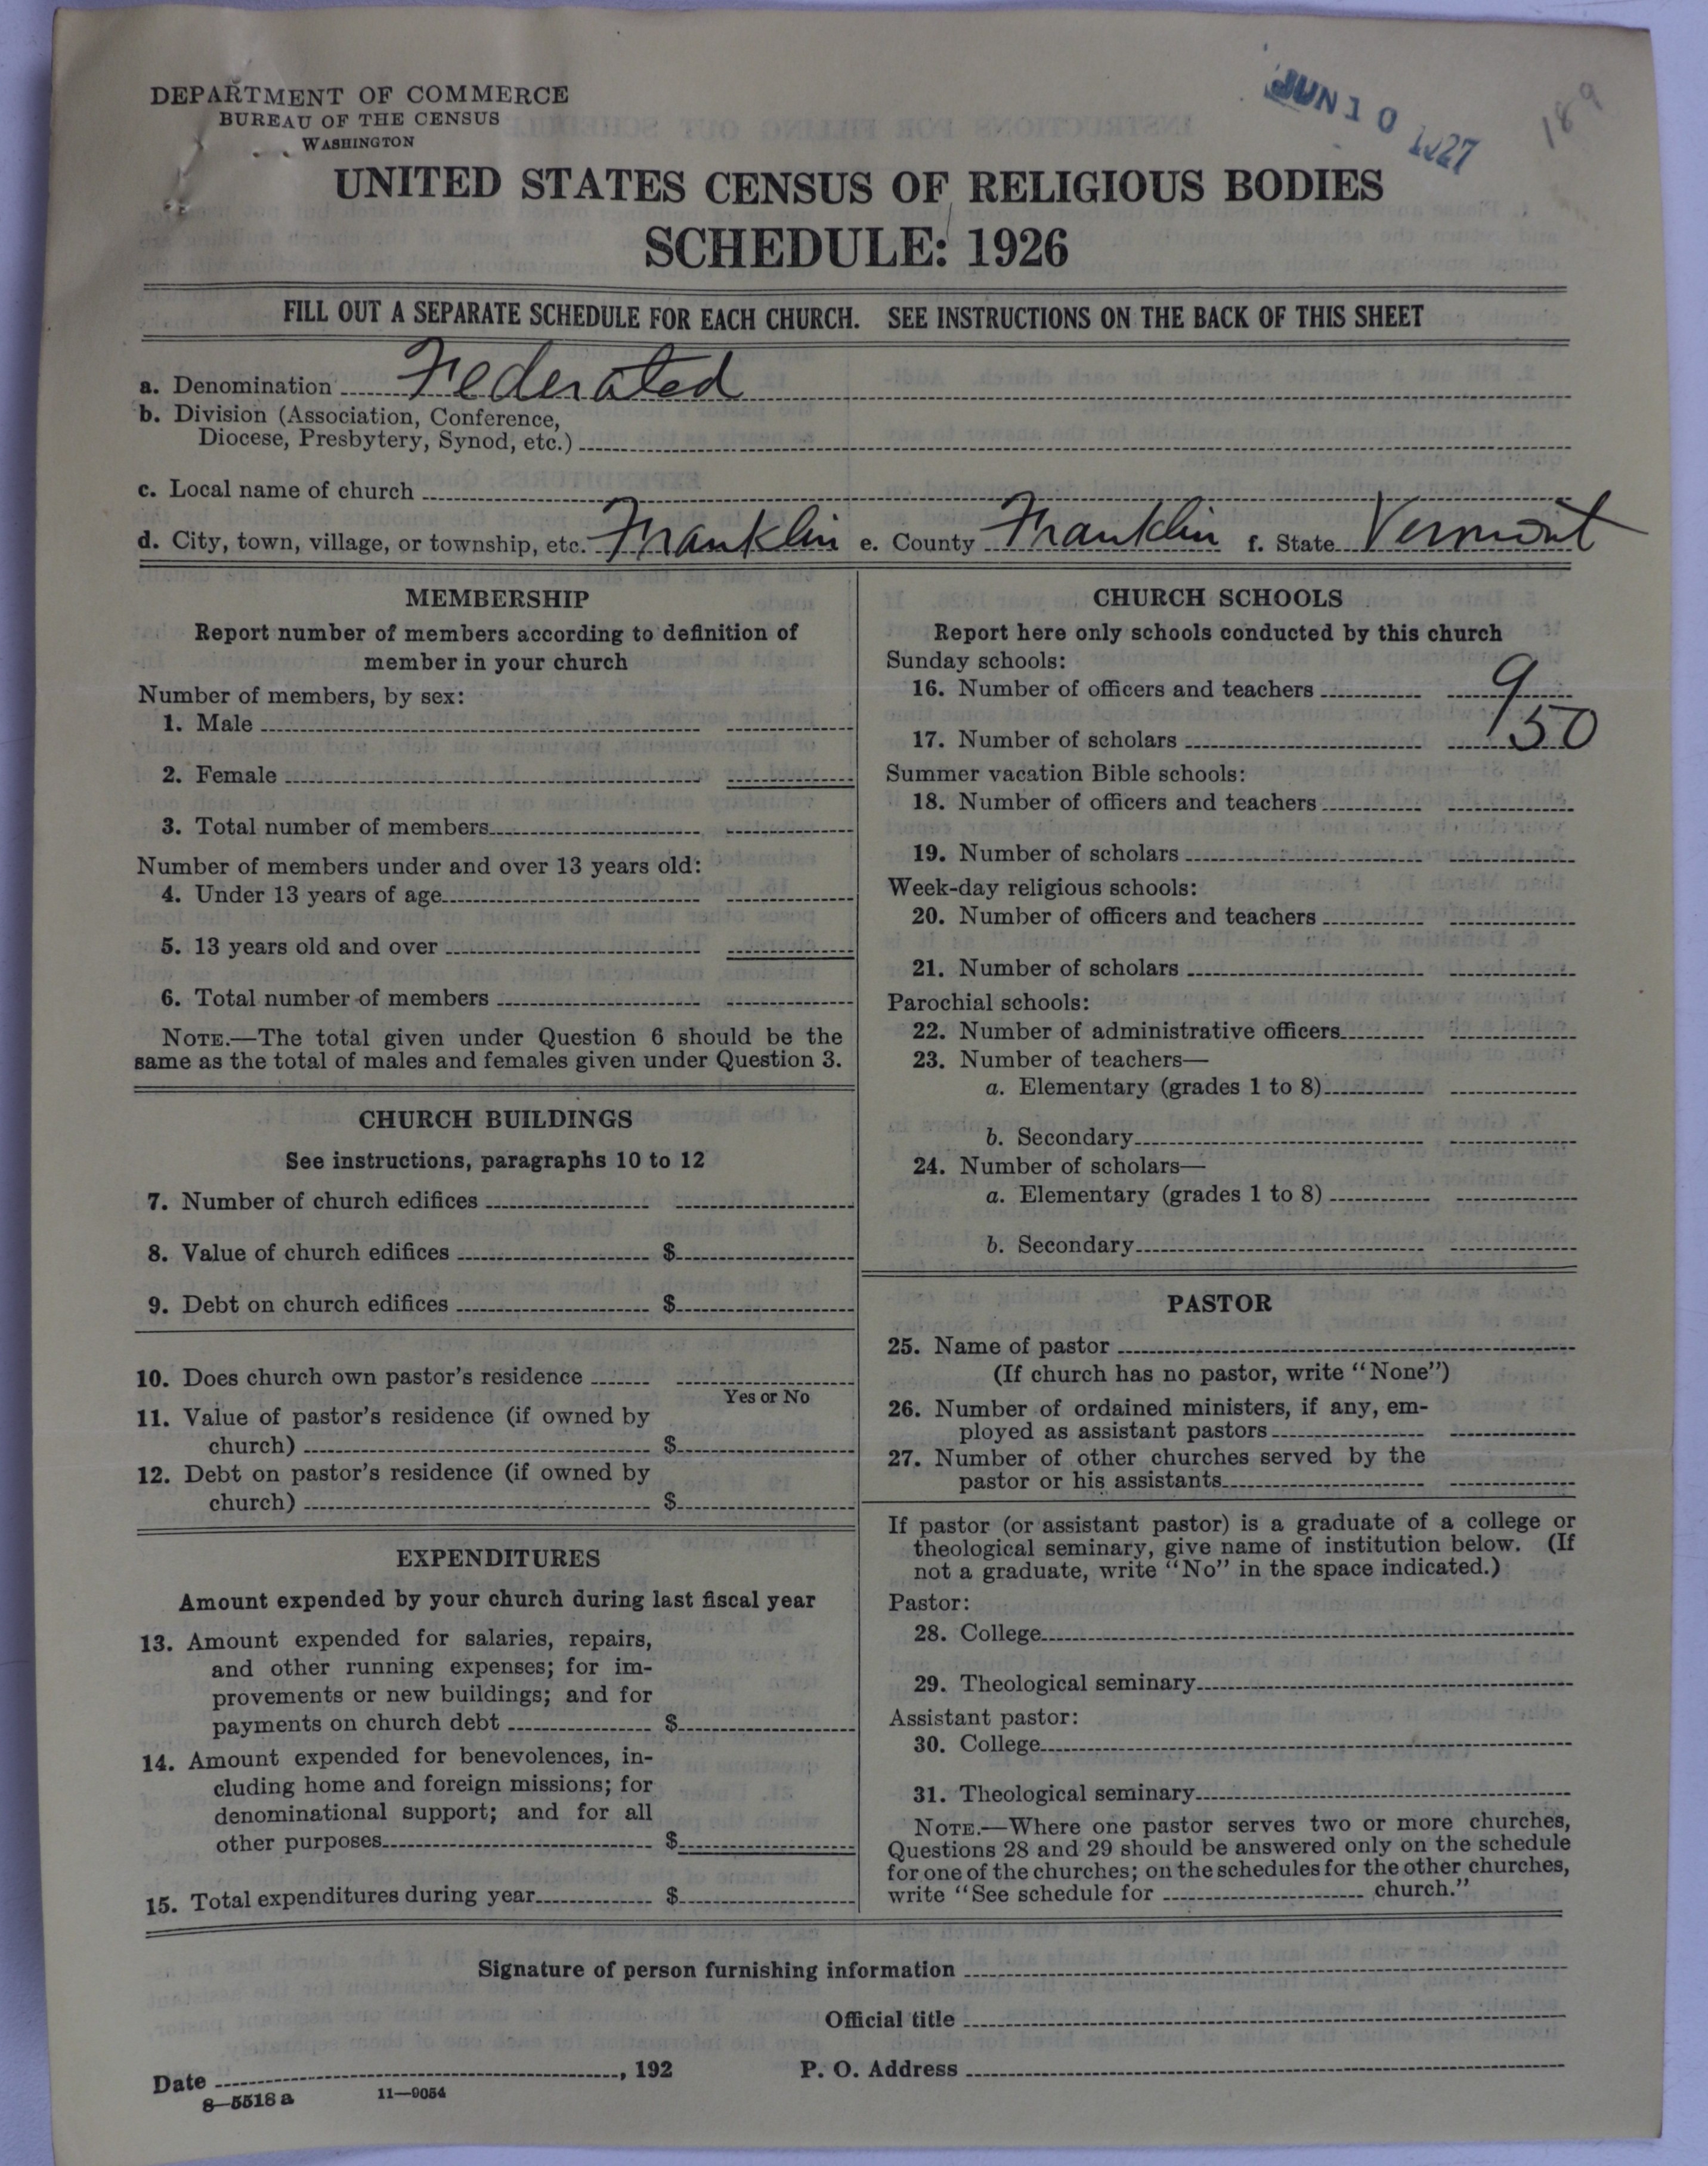 DEPARTMENT OF COMMERCE
BUREAU OF THE CENSUS
WASHINGTON
JUN 10 1927
189
UNITED STATES CENSUS OF RELIGIOUS BODIES
SCHEDULE: 1926
FILL OUT A SEPARATE SCHEDULE FOR EACH CHURCH. SEE INSTRUCTIONS ON THE BACK OF THIS SHEET
a. Denomination Federated
b. Division (Association, Conference,
Diocese, Presbytery, Synod, etc.)
c. Local name of church
d. City, town, village, or township, etc. Franklin e. County Franklin f. State Vermont
MEMBERSHIP
Report number of members according to definition of
member in your church
Number of members, by sex:
1. Male
2. Female
3. Total number of members
Number of members under and over 13 years old:
4. Under 13 years of age
5. 13 years old and over
6. Total number of members
NOTE.—The total given under Question 6 should be the
same as the total of males and females given under Question 3.
CHURCH BUILDINGS
See instructions, paragraphs 10 to 12
7. Number of church edifices
8. Value of church edifices $
9. Debt on church edifices $
10. Does church own pastor's residence
Yes or No
11. Value of pastor's residence (if owned by
church) $
12. Debt on pastor's residence (if owned by
church) $
EXPENDITURES
Amount expended by your church during last fiscal year
13. Amount expended for salaries, repairs,
and other running expenses; for im-
provements or new buildings; and for
payments on church debt $
14. Amount expended for benevolences, in-
cluding home and foreign missions; for
denominational support; and for all
other purposes $
15. Total expenditures during year $
CHURCH SCHOOLS
Report here only schools conducted by this church
Sunday schools:
16. Number of officers and teachers 9
17. Number of scholars 50
Summer vacation Bible schools:
18. Number of officers and teachers
19. Number of scholars
Week-day religious schools:
20. Number of officers and teachers
21. Number of scholars
Parochial schools:
22. Number of administrative officers
23. Number of teachers—
a. Elementary (grades 1 to 8)
b. Secondary
24. Number of scholars—
a. Elementary (grades 1 to 8)
b. Secondary
PASTOR
25. Name of pastor
(If church has no pastor, write "None")
26. Number of ordained ministers, if any, em-
ployed as assistant pastors
27. Number of other churches served by the
pastor or his assistants
If pastor (or assistant pastor) is a graduate of a college or
theological seminary, give name of institution below. (If
not a graduate, write "No" in the space indicated.)
Pastor:
28. College
29. Theological seminary
Assistant pastor:
30. College
31. Theological seminary
NOTE.—Where one pastor serves two or more churches,
Questions 28 and 29 should be answered only on the schedule
for one of the churches; on the schedules for the other churches,
write "See schedule for church."
Signature of person furnishing information
Official title
Date , 192 P. O. Address
8—5518 a 11—9054